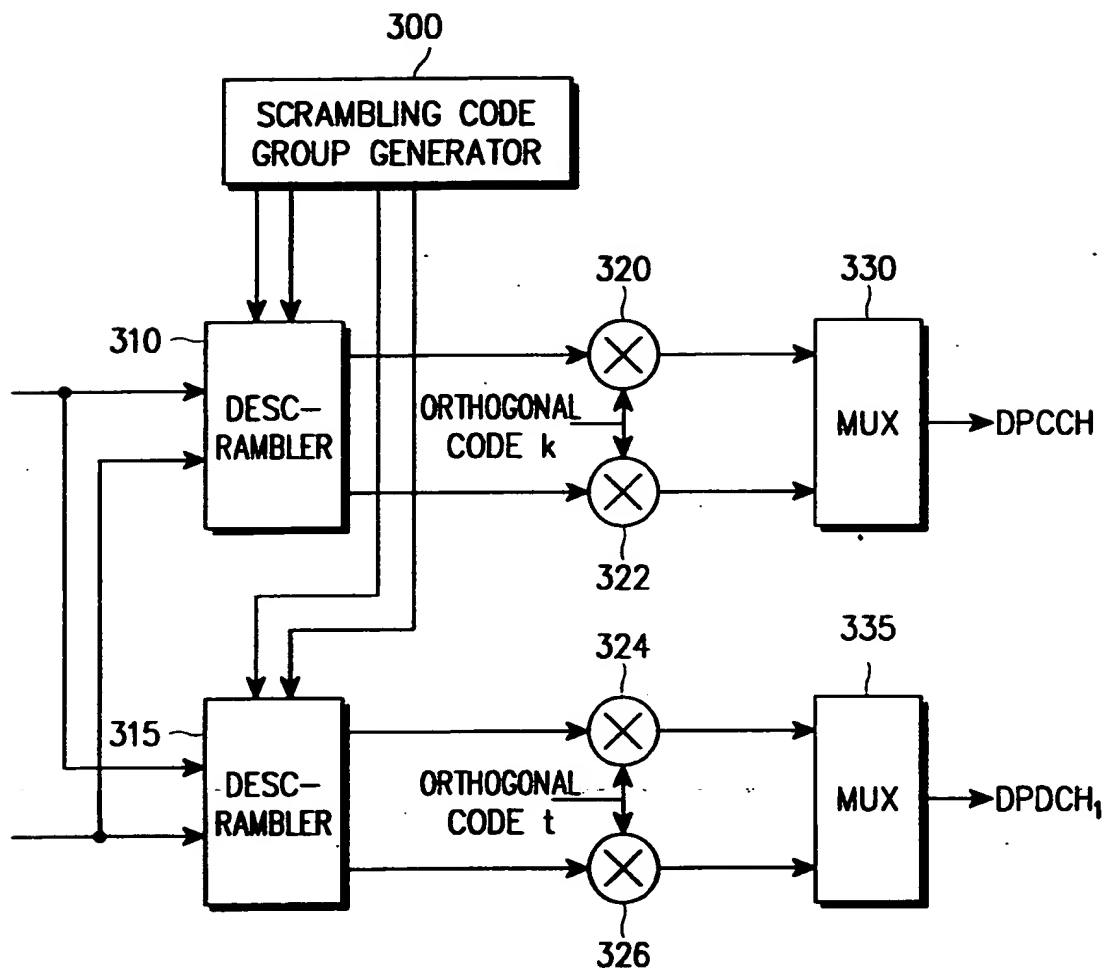 300
SCRAMBLING CODE
GROUP GENERATOR
320
330
310
DESC-
RAMBLER
ORTHOGONAL
CODE k
MUX
DPCCH
322
324
335
315
DESC-
RAMBLER
ORTHOGONAL
CODE t
MUX
DPDCH₁
326